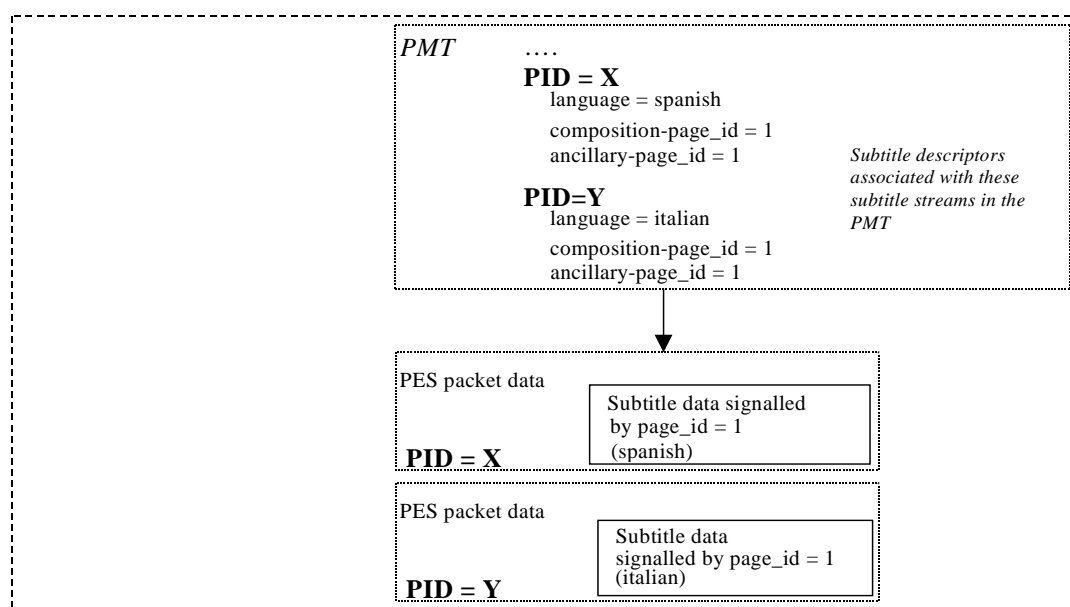 PMT ....
PID = X
language = spanish
composition-page_id = 1
ancillary-page_id = 1
Subtitle descriptors
associated with these
subtitle streams in the
PMT
PID=Y
language = italian
composition-page_id = 1
ancillary-page_id = 1
PES packet data
Subtitle data signalled
by page_id = 1
(spanish)
PID = X
PES packet data
Subtitle data
signalled by page_id = 1
(italian)
PID = Y